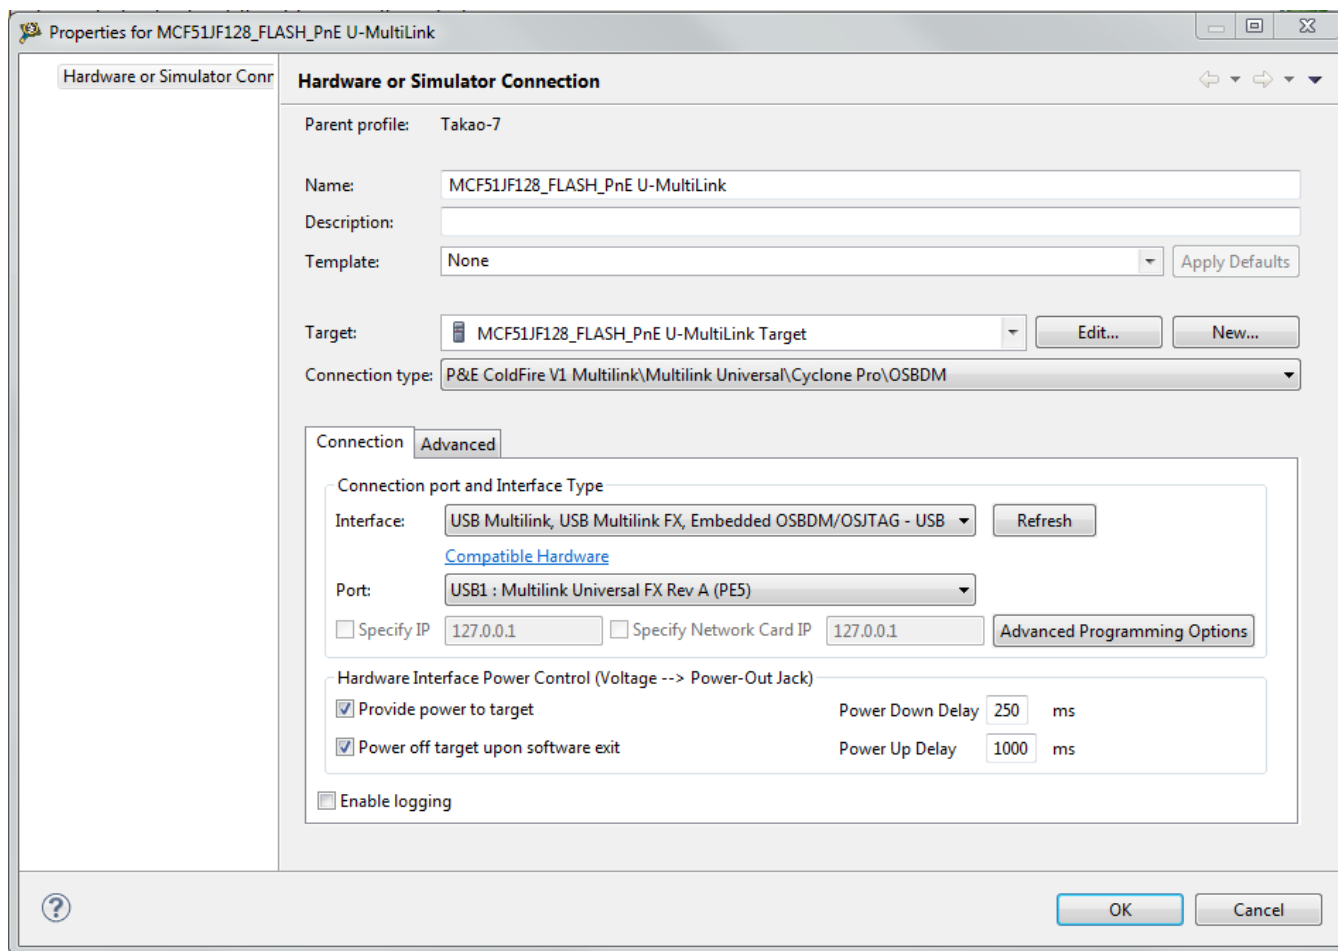 Properties for MCF51JF128_FLASH_PnE U-MultiLink
Hardware or Simulator Conn
Hardware or Simulator Connection
Parent profile: Takao-7
Name: MCF51JF128_FLASH_PnE U-MultiLink
Description:
Template: None Apply Defaults
Target: MCF51JF128_FLASH_PnE U-MultiLink Target Edit... New...
Connection type: P&E ColdFire V1 Multilink\Multilink Universal\Cyclone Pro\OSBDM
Connection Advanced
Connection port and Interface Type
Interface: USB Multilink, USB Multilink FX, Embedded OSBDM/OSJTAG - USB Refresh
Compatible Hardware
Port: USB1 : Multilink Universal FX Rev A (PE5)
Specify IP 127.0.0.1 Specify Network Card IP 127.0.0.1 Advanced Programming Options
Hardware Interface Power Control (Voltage --> Power-Out Jack)
Provide power to target Power Down Delay 250 ms
Power off target upon software exit Power Up Delay 1000 ms
Enable logging
? OK Cancel